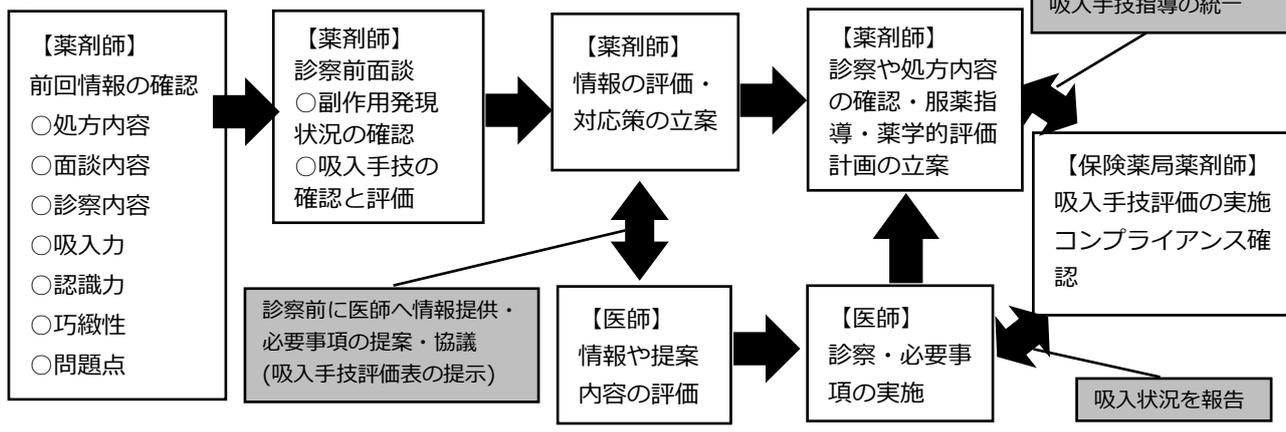 【薬剤師】
前回情報の確認
○処方内容
○面談内容
○診察内容
○吸入力
○認識力
○巧緻性
○問題点
【薬剤師】
診察前面談
○副作用発現
状況の確認
○吸入手技の
確認と評価
【薬剤師】
情報の評価・
対応策の立案
【薬剤師】
診察や処方内容
の確認・服薬指
導・薬学的評価
計画の立案
吸入手技指導の統一
【保険薬局薬剤師】
吸入手技評価の実施
コンプライアンス確
認
診察前に医師へ情報提供・
必要事項の提案・協議
(吸入手技評価表の提示)
【医師】
情報や提案
内容の評価
【医師】
診察・必要事
項の実施
吸入状況を報告